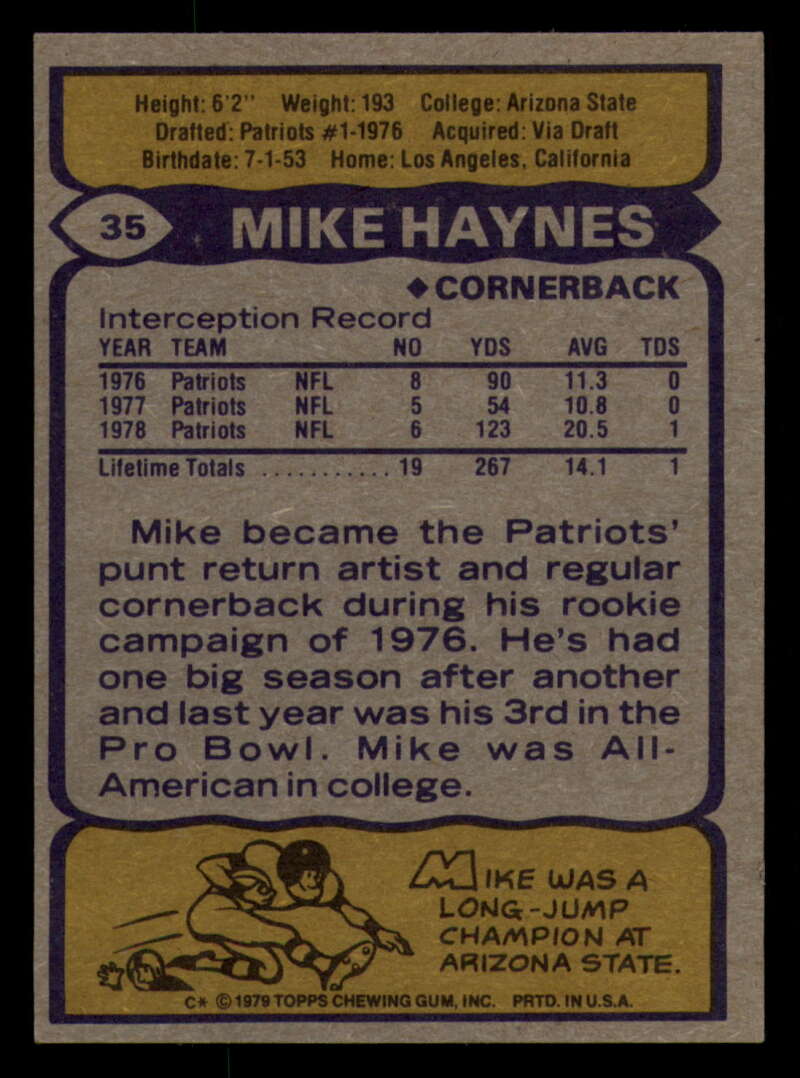 Height: 6'2" Weight: 193 College: Arizona State
Drafted: Patriots #1-1976 Acquired: Via Draft
Birthdate: 7-1-53 Home: Los Angeles, California
35 MIKE HAYNES
◆ CORNERBACK
Interception Record
YEAR TEAM NO YDS AVG TDS
1976 Patriots NFL 8 90 11.3 0
1977 Patriots NFL 5 54 10.8 0
1978 Patriots NFL 6 123 20.5 1
Lifetime Totals ........... 19 267 14.1 1
Mike became the Patriots'
punt return artist and regular
cornerback during his rookie
campaign of 1976. He's had
one big season after another
and last year was his 3rd in the
Pro Bowl. Mike was All-
American in college.
MIKE WAS A
LONG-JUMP
CHAMPION AT
ARIZONA STATE.
C* © 1979 TOPPS CHEWING GUM, INC. PRTD. IN U.S.A.